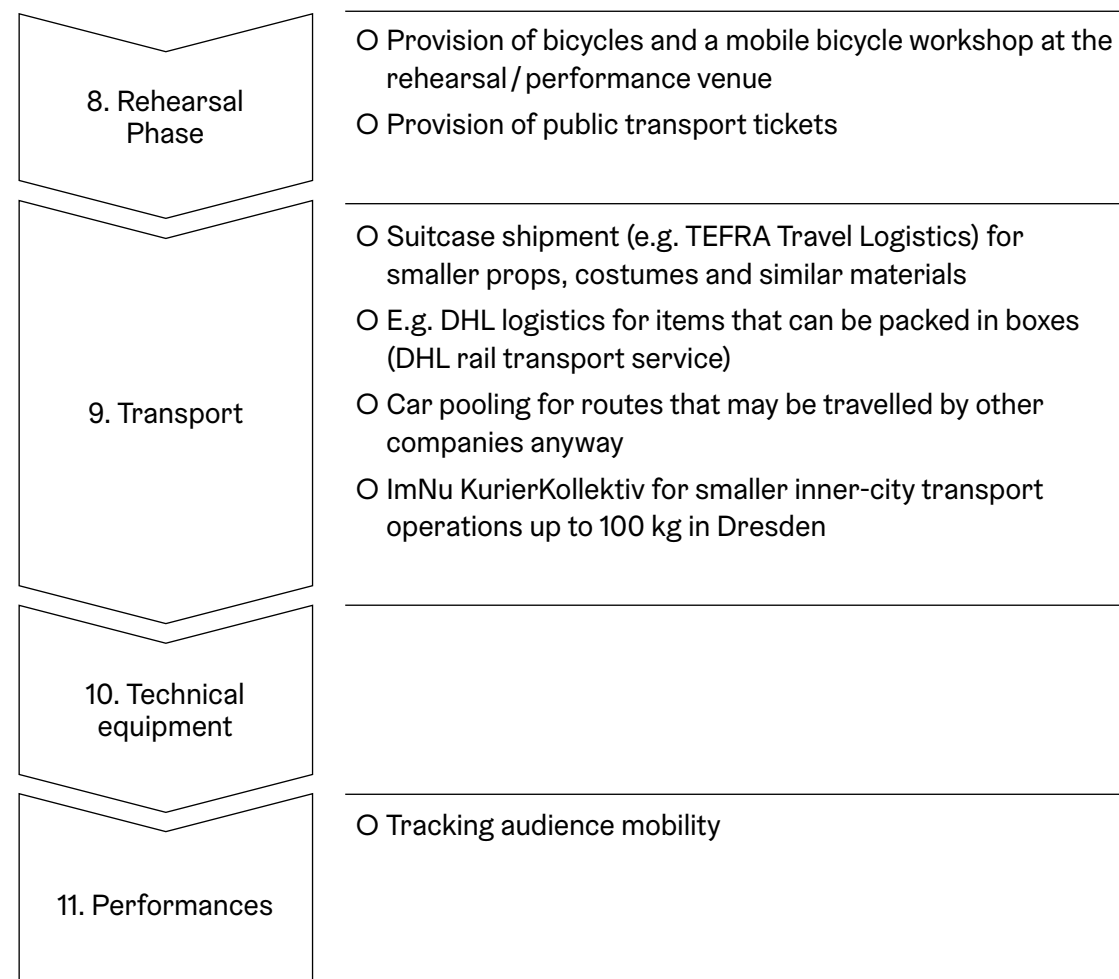 8. Rehearsal
Phase
O Provision of bicycles and a mobile bicycle workshop at the
rehearsal / performance venue
O Provision of public transport tickets
9. Transport
O Suitcase shipment (e.g. TEFRA Travel Logistics) for
smaller props, costumes and similar materials
O E.g. DHL logistics for items that can be packed in boxes
(DHL rail transport service)
O Car pooling for routes that may be travelled by other
companies anyway
O ImNu KurierKollektiv for smaller inner-city transport
operations up to 100 kg in Dresden
10. Technical
equipment
11. Performances
O Tracking audience mobility